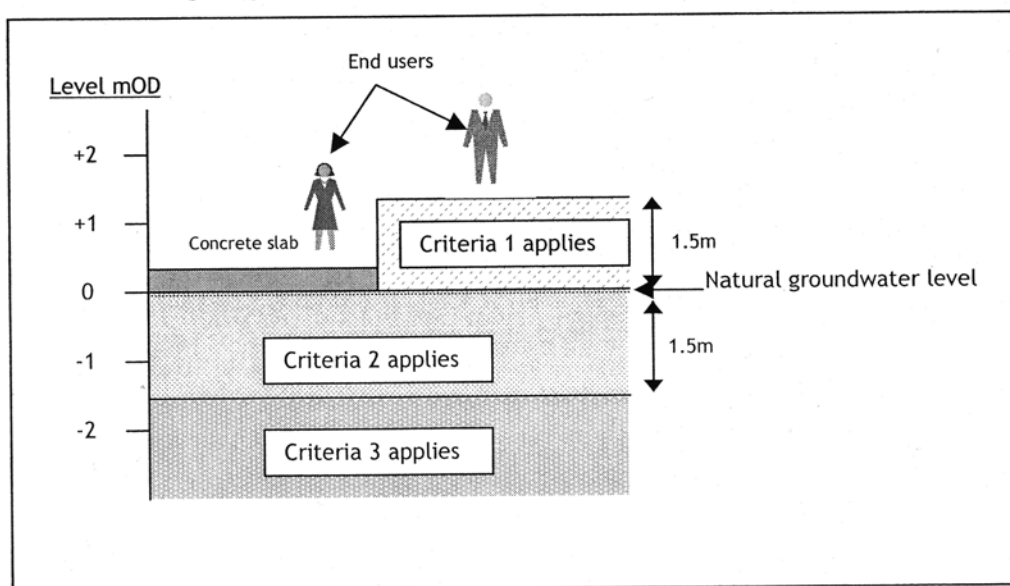 End users
Level mOD
+2
+1
Concrete slab
Criteria 1 applies
1.5m
0
Natural groundwater level
1.5m
-1
Criteria 2 applies
-2
Criteria 3 applies